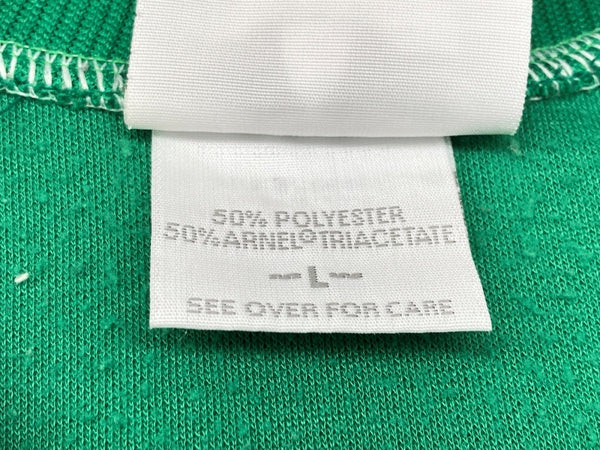 50% POLYESTER
50% ARNEL® TRIACETATE
~L~
SEE OVER FOR CARE